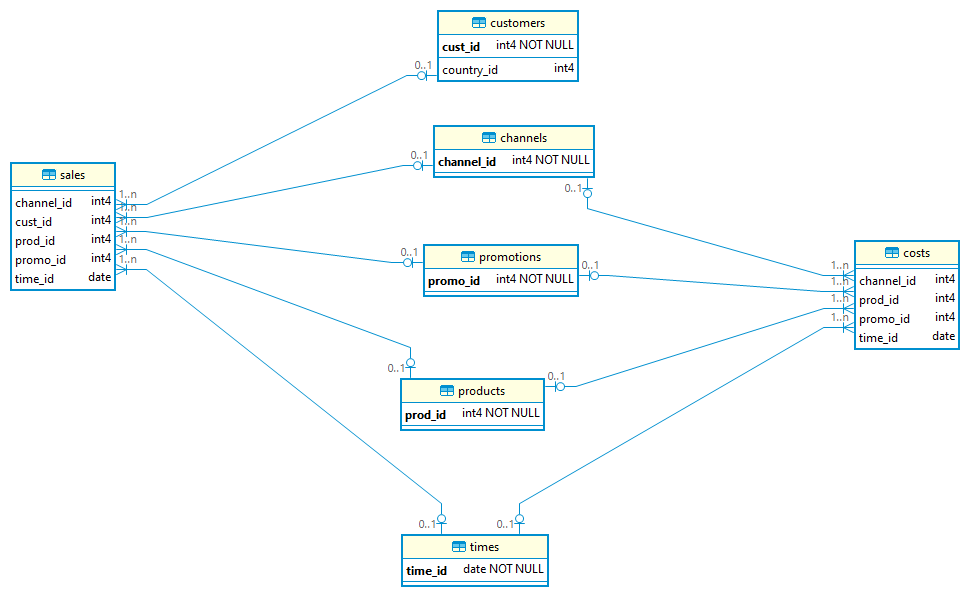 customers
cust_id int4 NOT NULL
country_id int4
0..1
channels
channel_id int4 NOT NULL
0..1
0..1
sales
channel_id int4
cust_id int4
prod_id int4
promo_id int4
time_id date
1..n
1..n
1..n
1..n
1..n
promotions
promo_id int4 NOT NULL
0..1
0..1
costs
channel_id int4
prod_id int4
promo_id int4
time_id date
1..n
1..n
1..n
1..n
products
prod_id int4 NOT NULL
0..1
0..1
times
time_id date NOT NULL
0..1
0..1